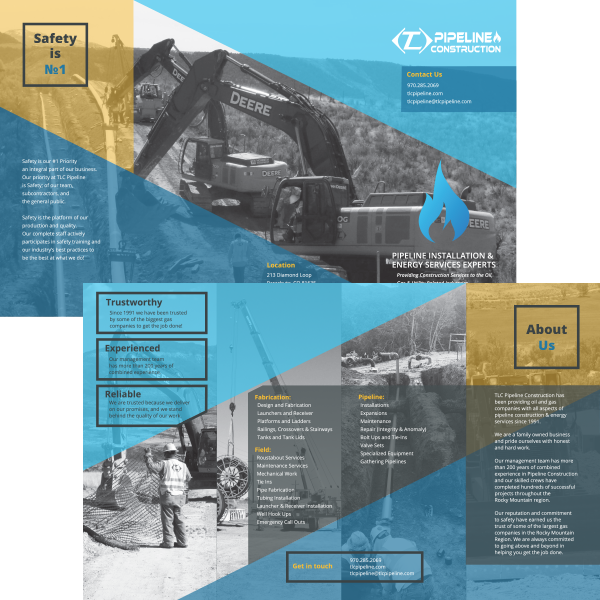 Safety
is
№1
PIPELINE
CONSTRUCTION
Contact Us
970.285.2069
tlcpipeline.com
tlcpipeline@tlcpipeline.com
DEERE
DEERE
DEERE
Safety is our #1 Priority
an integral part of our business.
Our priority at TLC Pipeline
is Safety: of our team,
subcontractors, and
the general public.
Safety is the platform of our
production and quality.
Our complete staff actively
participates in safety training and
our industry's best practices to
be the best at what we do!
PIPELINE INSTALLATION &
ENERGY SERVICES EXPERTS
Providing Construction Services to the Oil,
Location
213 Diamond Loop
Trustworthy
Since 1991 we have been trusted
by some of the biggest gas
companies to get the job done!
Experienced
Our management team
has more than 200 years of
combined experience.
Reliable
We are trusted because we deliver
on our promises, and we stand
behind the quality of our work.
Fabrication:
Design and Fabrication
Launchers and Receiver
Platforms and Ladders
Railings, Crossovers & Stairways
Tanks and Tank Lids
Field:
Roustabout Services
Maintenance Services
Mechanical Work
Tie Ins
Pipe Fabrication
Tubing Installation
Launcher & Receiver Installation
Well Hook Ups
Emergency Call Outs
Pipeline:
Installations
Expansions
Maintenance
Repair (Integrity & Anomaly)
Bolt Ups and Tie-Ins
Valve Sets
Specialized Equipment
Gathering Pipelines
About
Us
TLC Pipeline Construction has
been providing oil and gas
companies with all aspects of
pipeline construction & energy
services since 1991.
We are a family owned business
and pride ourselves with honest
and hard work.
Our management team has more
than 200 years of combined
experience in Pipeline Construction
and our skilled crews have
completed hundreds of successful
projects throughout the
Rocky Mountain region.
Our reputation and commitment
to safety have earned us the
trust of some of the largest gas
companies in the Rocky Mountain
Region. We are always committed
to going above and beyond in
helping you get the job done.
Get in touch
970.285.2069
tlcpipeline.com
tlcpipeline@tlcpipeline.com